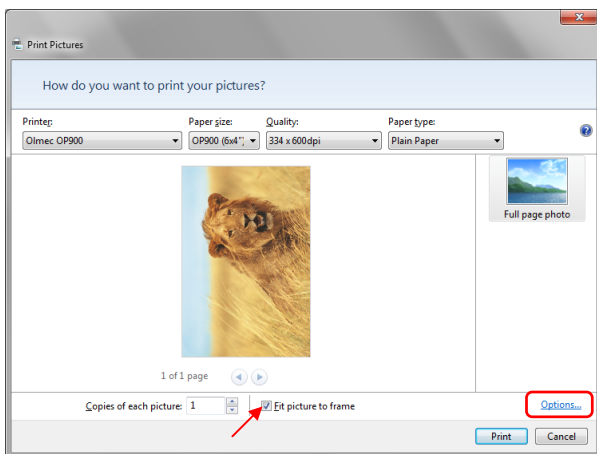 Print Pictures
How do you want to print your pictures?
Printer: Paper size: Quality: Paper type:
Olmec OP900 OP900 (6x4") 334 x 600dpi Plain Paper
Full page photo
1 of 1 page
Copies of each picture: 1 Fit picture to frame Options...
Print Cancel